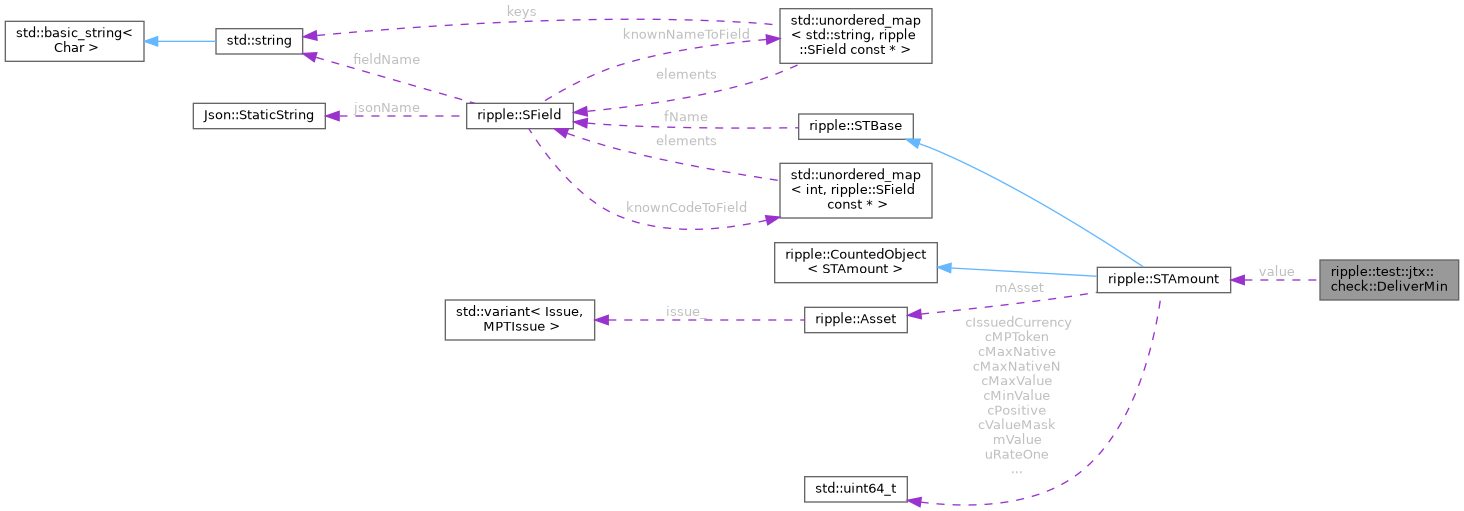 std::basic_string<
Char >
std::string
keys
fieldName
std::unordered_map
< std::string, ripple
::SField const * >
knownNameToField
elements
Json::StaticString
jsonName
ripple::SField
fName
ripple::STBase
elements
std::unordered_map
< int, ripple::SField
const * >
knownCodeToField
ripple::CountedObject
< STAmount >
ripple::STAmount
value
ripple::test::jtx::
check::DeliverMin
mAsset
std::variant< Issue,
MPTIssue >
issue_
ripple::Asset
cIssuedCurrency
cMPToken
cMaxNative
cMaxNativeN
cMaxValue
cMinValue
cPositive
cValueMask
mValue
uRateOne
...
std::uint64_t